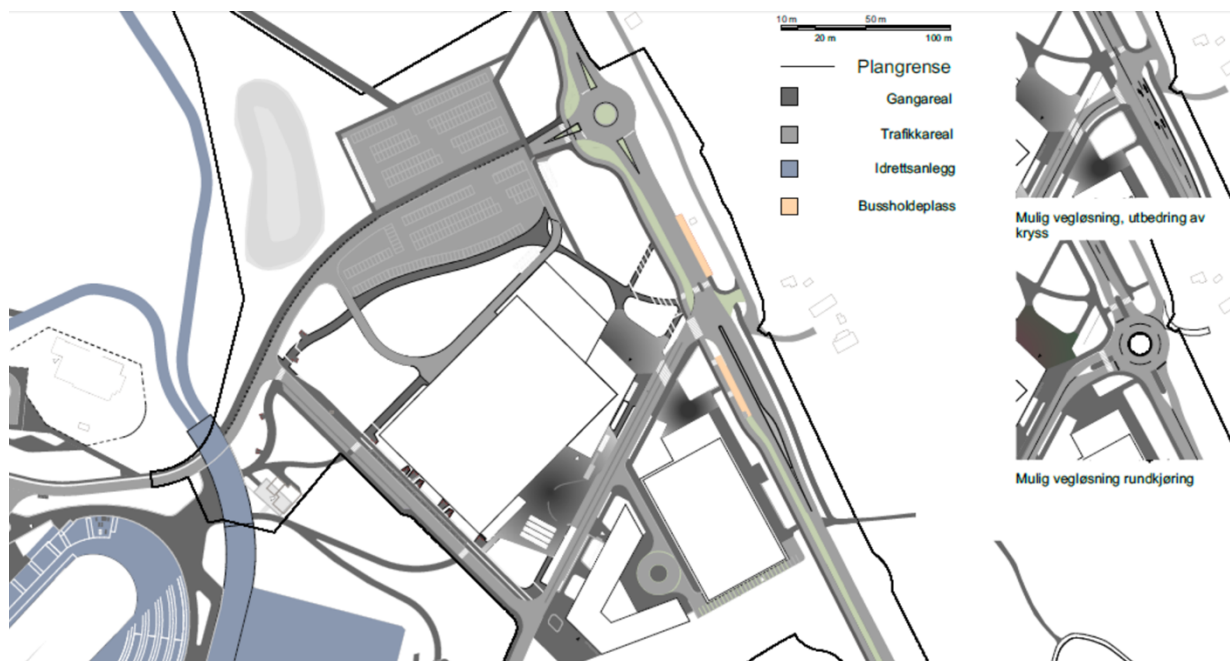 10 m 50 m
20 m 100 m
Plangrense
Gangareal
Trafikkareal
Idrettsanlegg
Bussholdeplass
Mulig vegløsning, utbedring av
kryss
Mulig vegløsning rundkjøring